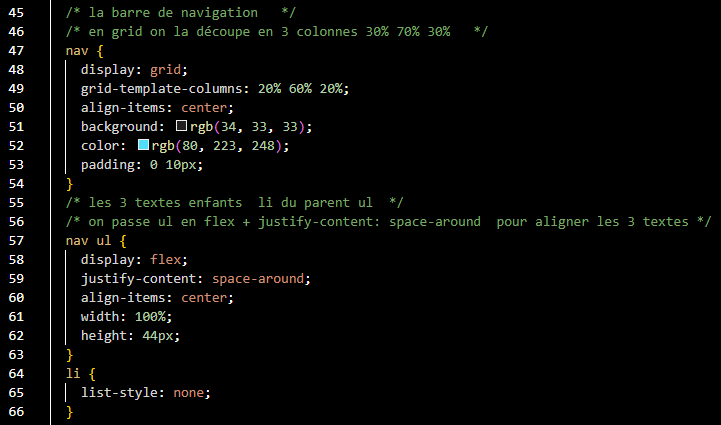 45 /* la barre de navigation   */
46 /* en grid on la découpe en 3 colonnes 30% 70% 30%   */
47 nav {
48   display: grid;
49   grid-template-columns: 20% 60% 20%;
50   align-items: center;
51   background: rgb(34, 33, 33);
52   color: rgb(80, 223, 248);
53   padding: 0 10px;
54 }
55 /* les 3 textes enfants  li du parent ul  */
56 /* on passe ul en flex + justify-content: space-around  pour aligner les 3 textes */
57 nav ul {
58   display: flex;
59   justify-content: space-around;
60   align-items: center;
61   width: 100%;
62   height: 44px;
63 }
64 li {
65   list-style: none;
66 }